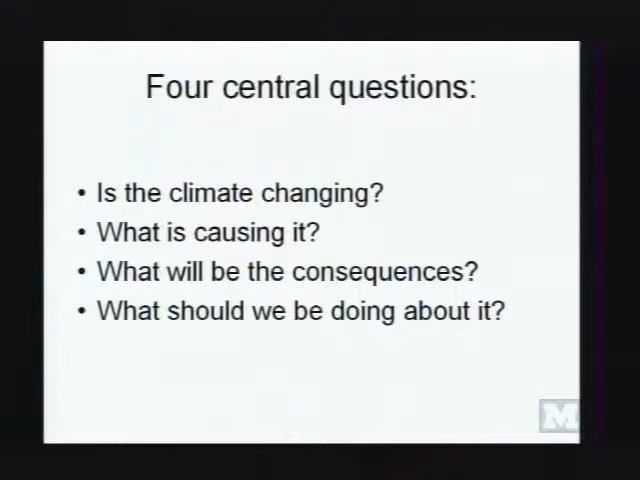 Four central questions:
• Is the climate changing?
• What is causing it?
• What will be the consequences?
• What should we be doing about it?
M